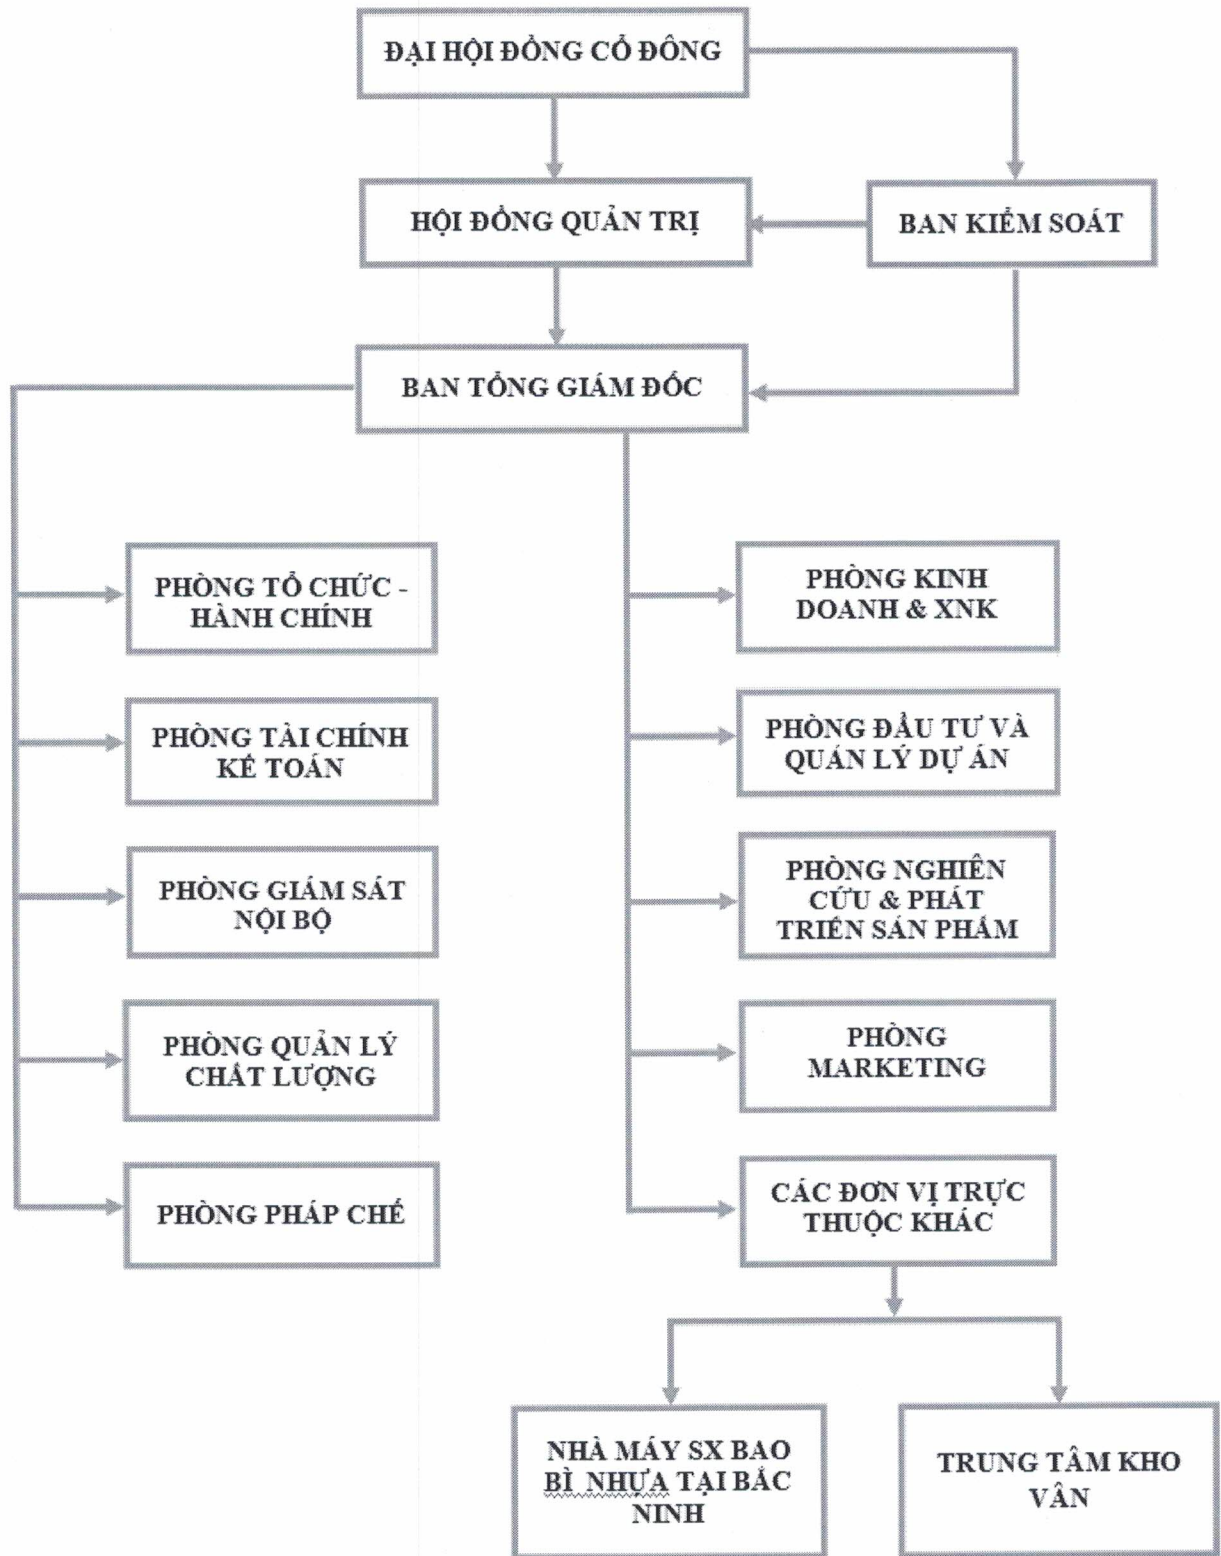 ĐẠI HỘI ĐỒNG CỔ ĐÔNG
HỘI ĐỒNG QUẢN TRỊ
BAN KIỂM SOÁT
BAN TỔNG GIÁM ĐỐC
PHÒNG TỔ CHỨC -
HÀNH CHÍNH
PHÒNG TÀI CHÍNH
KẾ TOÁN
PHÒNG GIÁM SÁT
NỘI BỘ
PHÒNG QUẢN LÝ
CHẤT LƯỢNG
PHÒNG PHÁP CHẾ
PHÒNG KINH
DOANH & XNK
PHÒNG ĐẦU TƯ VÀ
QUẢN LÝ DỰ ÁN
PHÒNG NGHIÊN
CỨU & PHÁT
TRIỂN SẢN PHẨM
PHÒNG
MARKETING
CÁC ĐƠN VỊ TRỰC
THUỘC KHÁC
NHÀ MÁY SX BAO
BÌ NHỰA TẠI BẮC
NINH
TRUNG TÂM KHO
VẬN